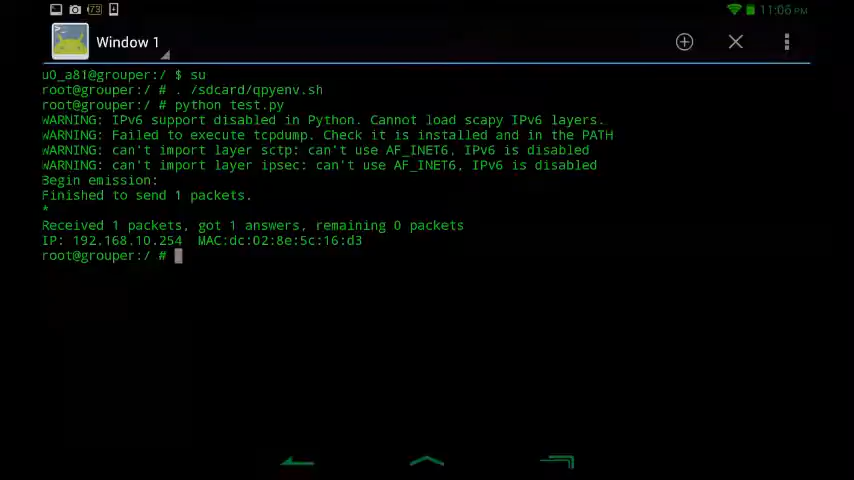 73
11:06 PM
Window 1
u0_a81@grouper:/ $ su
root@grouper:/ # . /sdcard/qpyenv.sh
root@grouper:/ # python test.py
WARNING: IPv6 support disabled in Python. Cannot load scapy IPv6 layers.
WARNING: Failed to execute tcpdump. Check it is installed and in the PATH
WARNING: can't import layer sctp: can't use AF_INET6, IPv6 is disabled
WARNING: can't import layer ipsec: can't use AF_INET6, IPv6 is disabled
Begin emission:
Finished to send 1 packets.
*
Received 1 packets, got 1 answers, remaining 0 packets
IP: 192.168.10.254  MAC:dc:02:8e:5c:16:d3
root@grouper:/ #